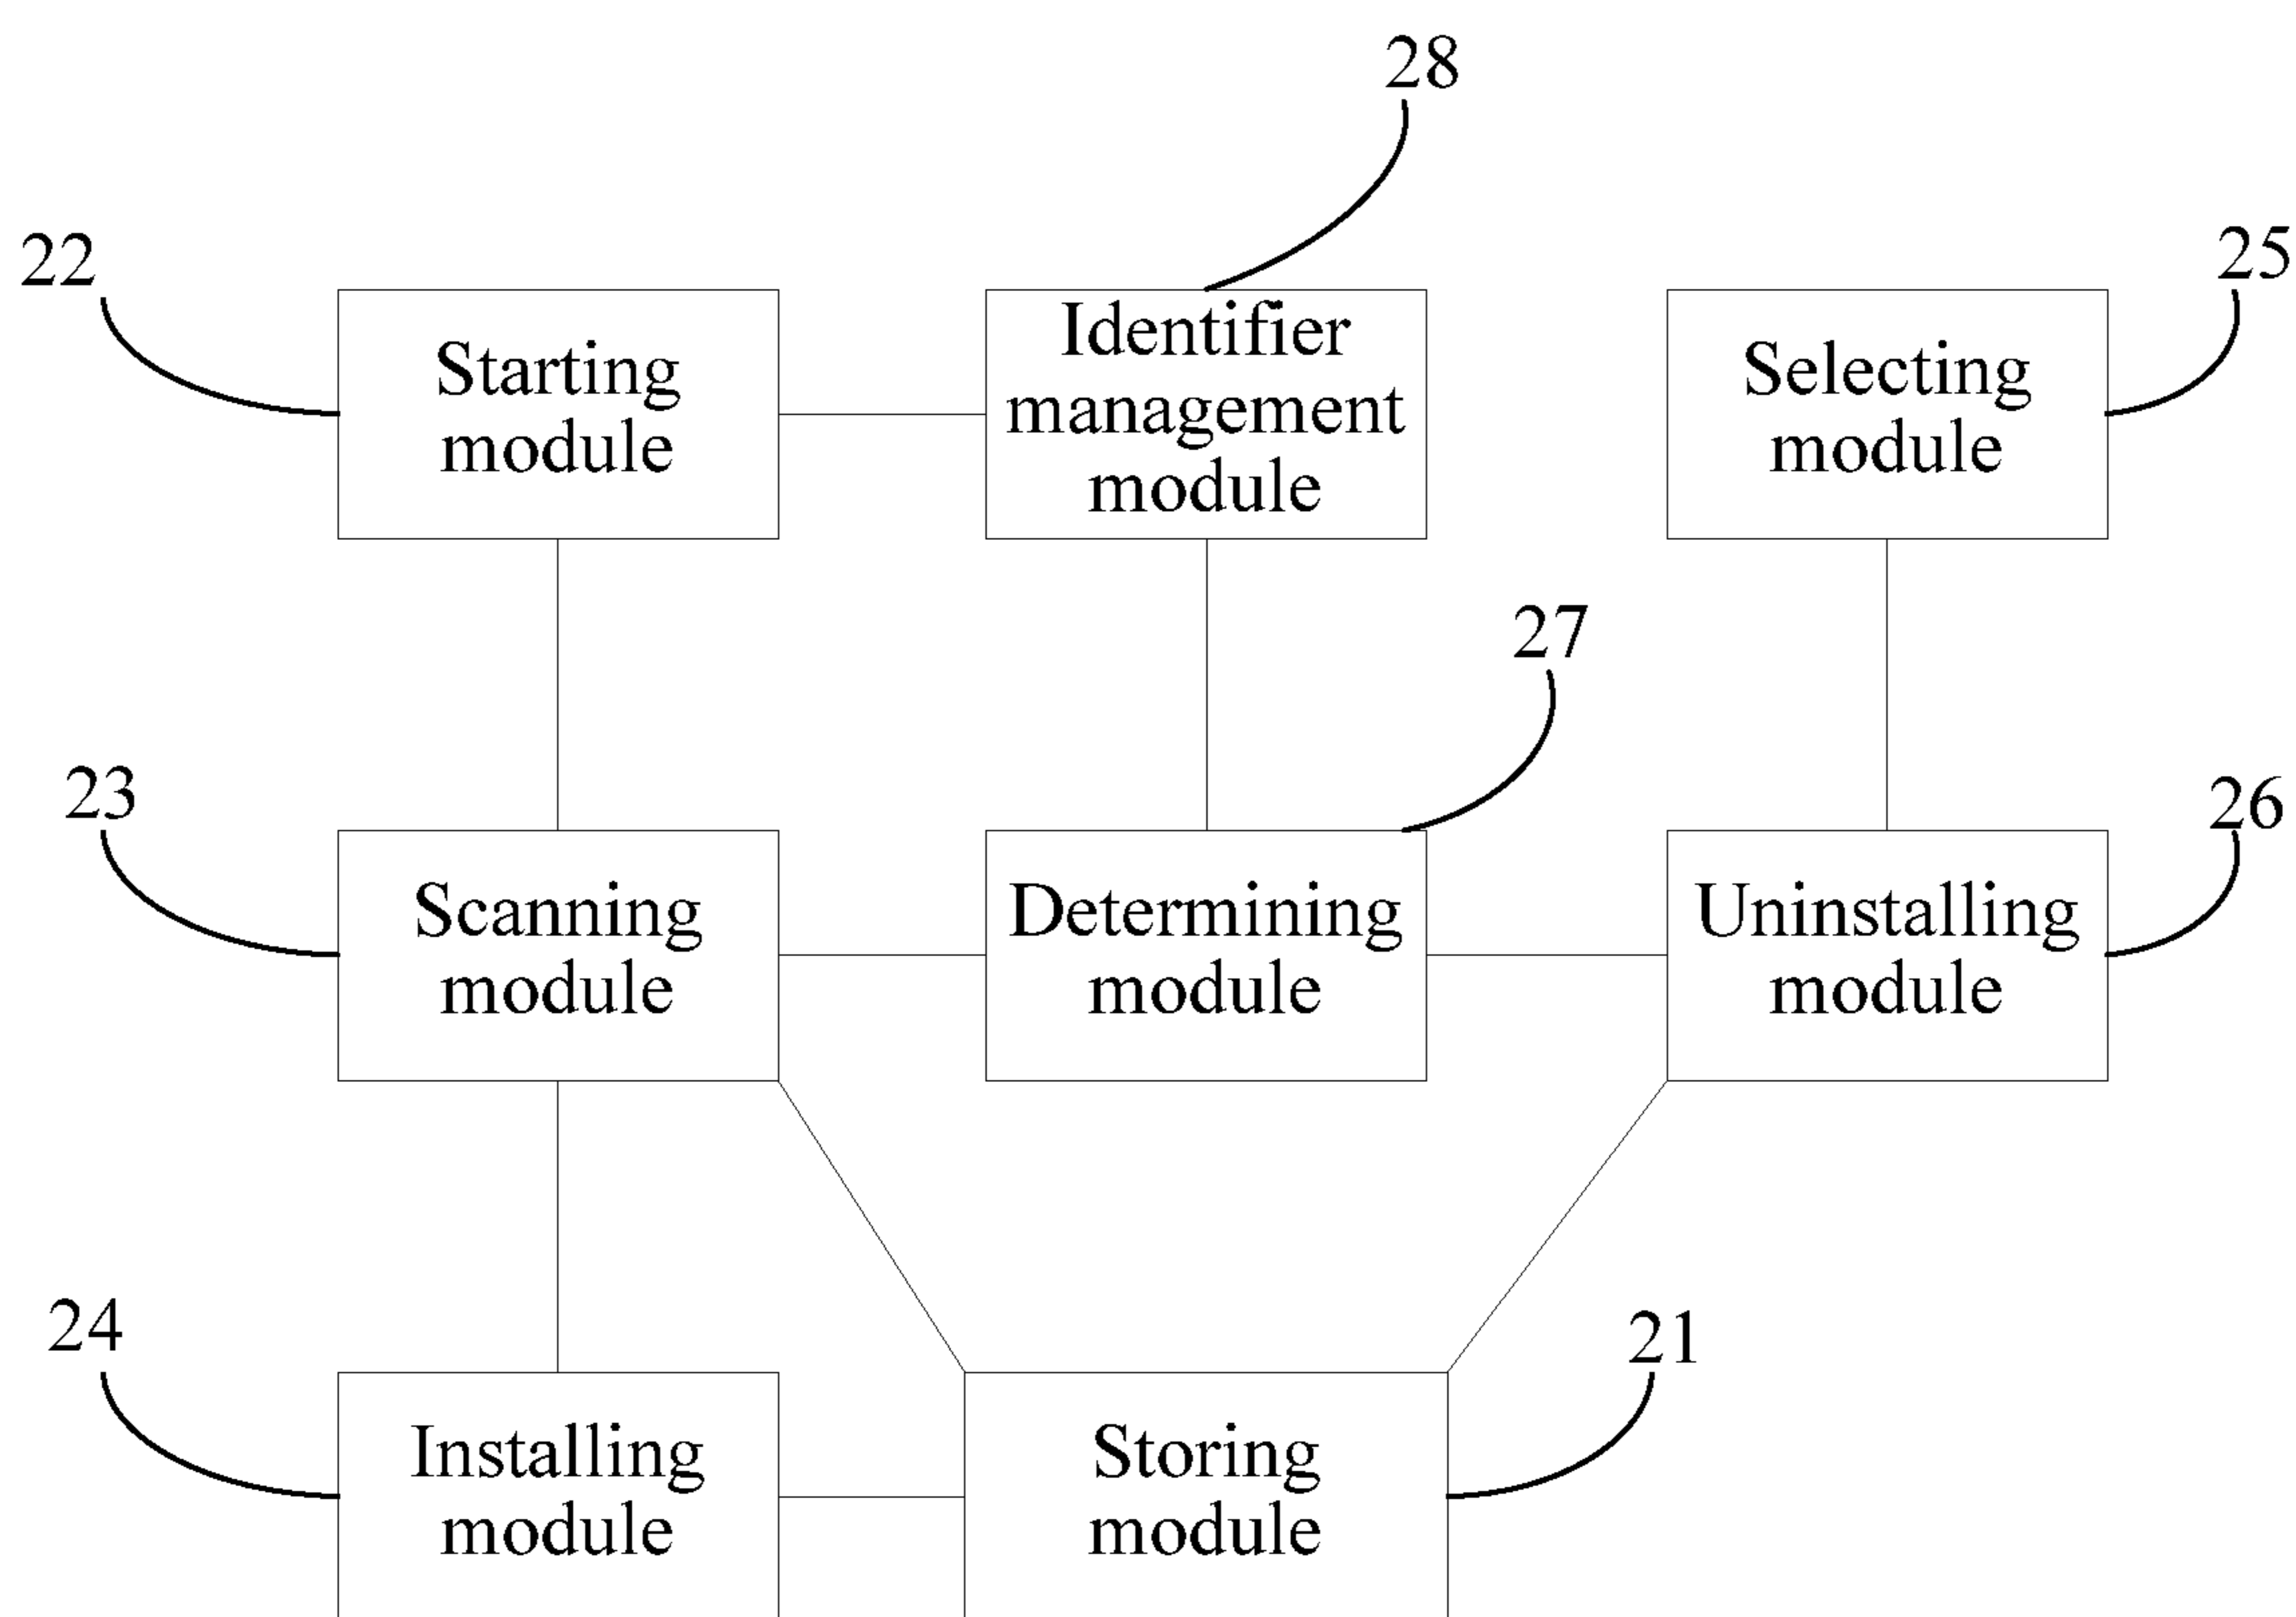 28
22
25
Starting
module
Identifier
management
module
Selecting
module
27
23
26
Scanning
module
Determining
module
Uninstalling
module
24
21
Installing
module
Storing
module